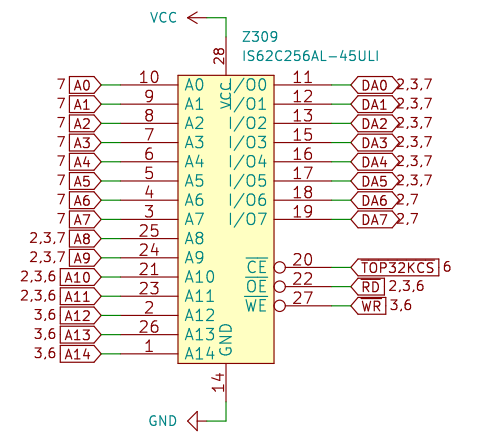 VCC
Z309
IS62C256AL-45ULI
28
7 A0 10 A0 VCC I/O0 11 DA0 2,3,7
7 A1 9 A1 I/O1 12 DA1 2,3,7
7 A2 8 A2 I/O2 13 DA2 2,3,7
7 A3 7 A3 I/O3 15 DA3 2,3,7
7 A4 6 A4 I/O4 16 DA4 2,3,7
7 A5 5 A5 I/O5 17 DA5 2,3,7
7 A6 4 A6 I/O6 18 DA6 2,7
7 A7 3 A7 I/O7 19 DA7 2,7
2,3,7 A8 25 A8
2,3,7 A9 24 A9 CE 20 TOP32KCS 6
2,3,6 A10 21 A10 OE 22 RD 2,3,6
2,3,6 A11 23 A11 WE 27 WR 3,6
3,6 A12 2 A12
3,6 A13 26 A13 GND
3,6 A14 1 A14
14
GND